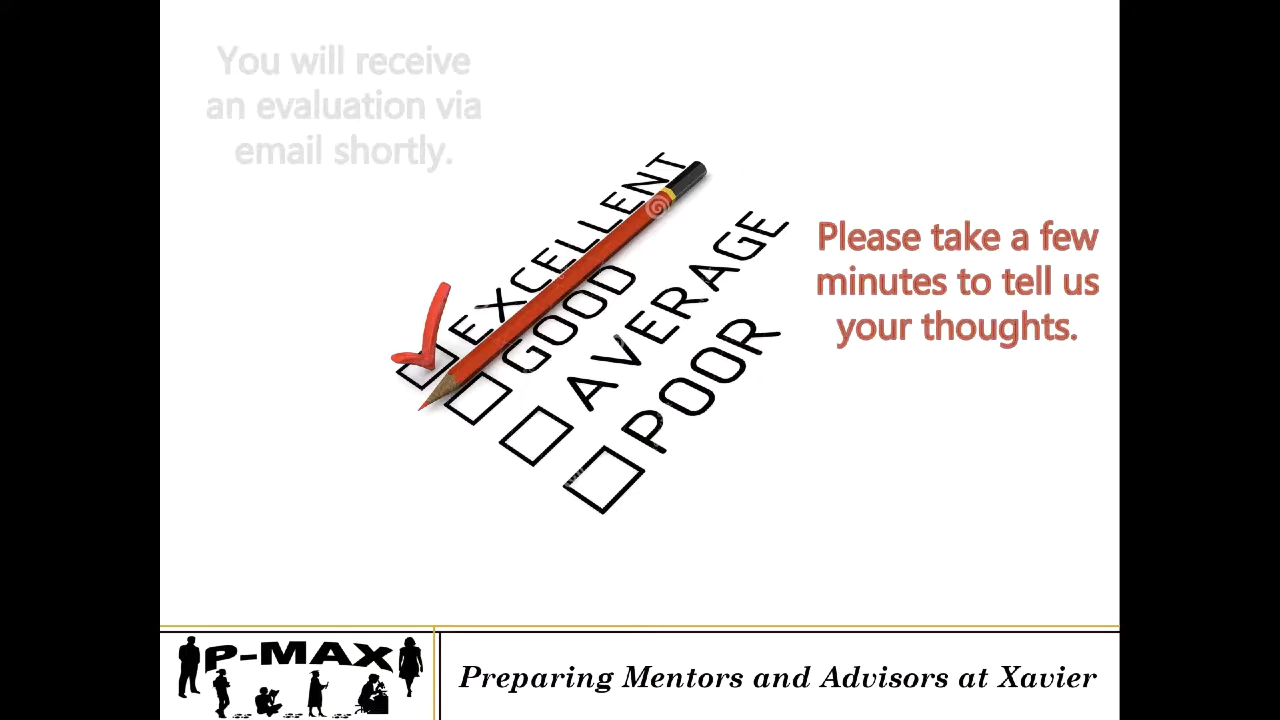 You will receive
an evaluation via
email shortly.
EXCELLENT
GOOD
AVERAGE
POOR
Please take a few
minutes to tell us
your thoughts.
P-MAX
Preparing Mentors and Advisors at Xavier